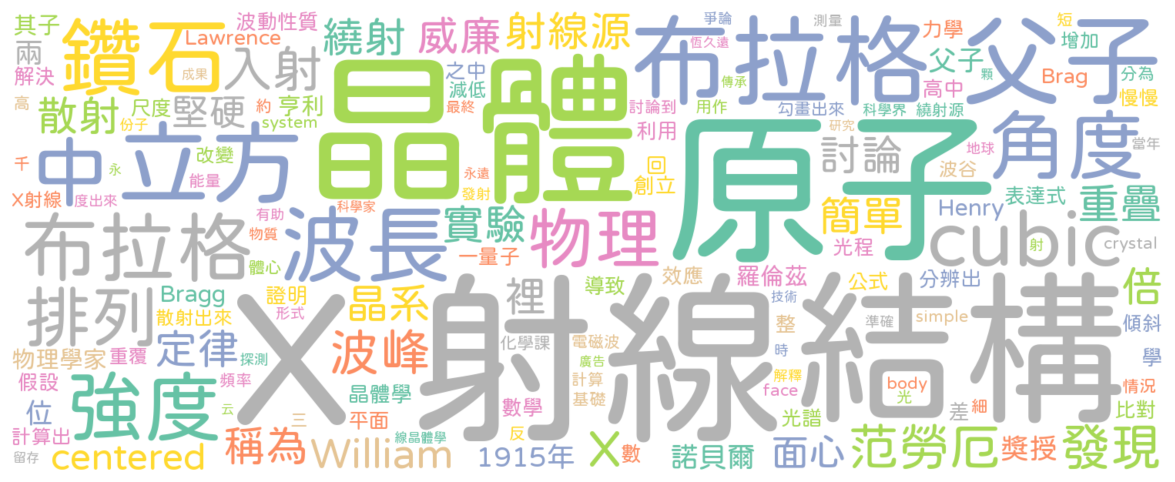 其子
波動性質
Lawrence
鑽石
兩
入射
解決
成果
高
散射
份子
尺度
堅硬
約
亨利
system
繞射
威廉
射線源
之中
減低
最終
布拉格父子
爭論
測量
恆久遠
傳承
討論到
用作
利用
力學
父子
高中
勾畫出來
科學界
顆
繞射源
短
增加
Brag
分為
慢慢
晶體
原子
角度
中
立方
改變
能量
千
永
X射線
度出來
永遠
發射
科學家
回
創立
研究
討論
地球
波谷
當年
表達式
重疊
簡單
Henry
光程
cubic
射
crystal
布拉格
波長
實驗
物理
有助
物質
一量子
體心
效應
羅倫茲
公式
分辨出
倍
排列
Bragg
證明
散射出來
形式
晶系
裡
導致
技術
整
準確
simple
傾斜
X
射線
結構
物理學家
重覆
定律
探測
波峰
化學課
電磁波
廣告
時
解釋
學
假設
頻率
強度
晶體學
數學
計算
基礎
face
body
光
情況
位
云
三
平面
光譜
差
細
比對
計算出
留存
centered
稱為
William
線晶體學
反
1915年
X
數
諾貝爾
面心
范勞厄
獎授
發現